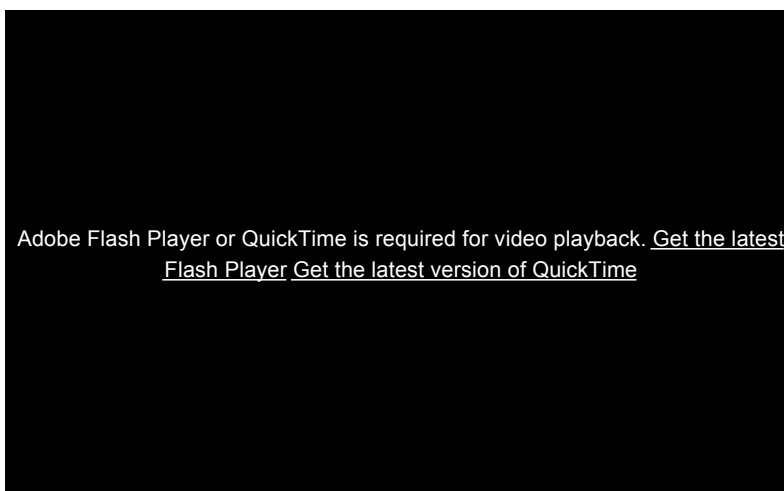 Adobe Flash Player or QuickTime is required for video playback. Get the latest
Flash Player Get the latest version of QuickTime